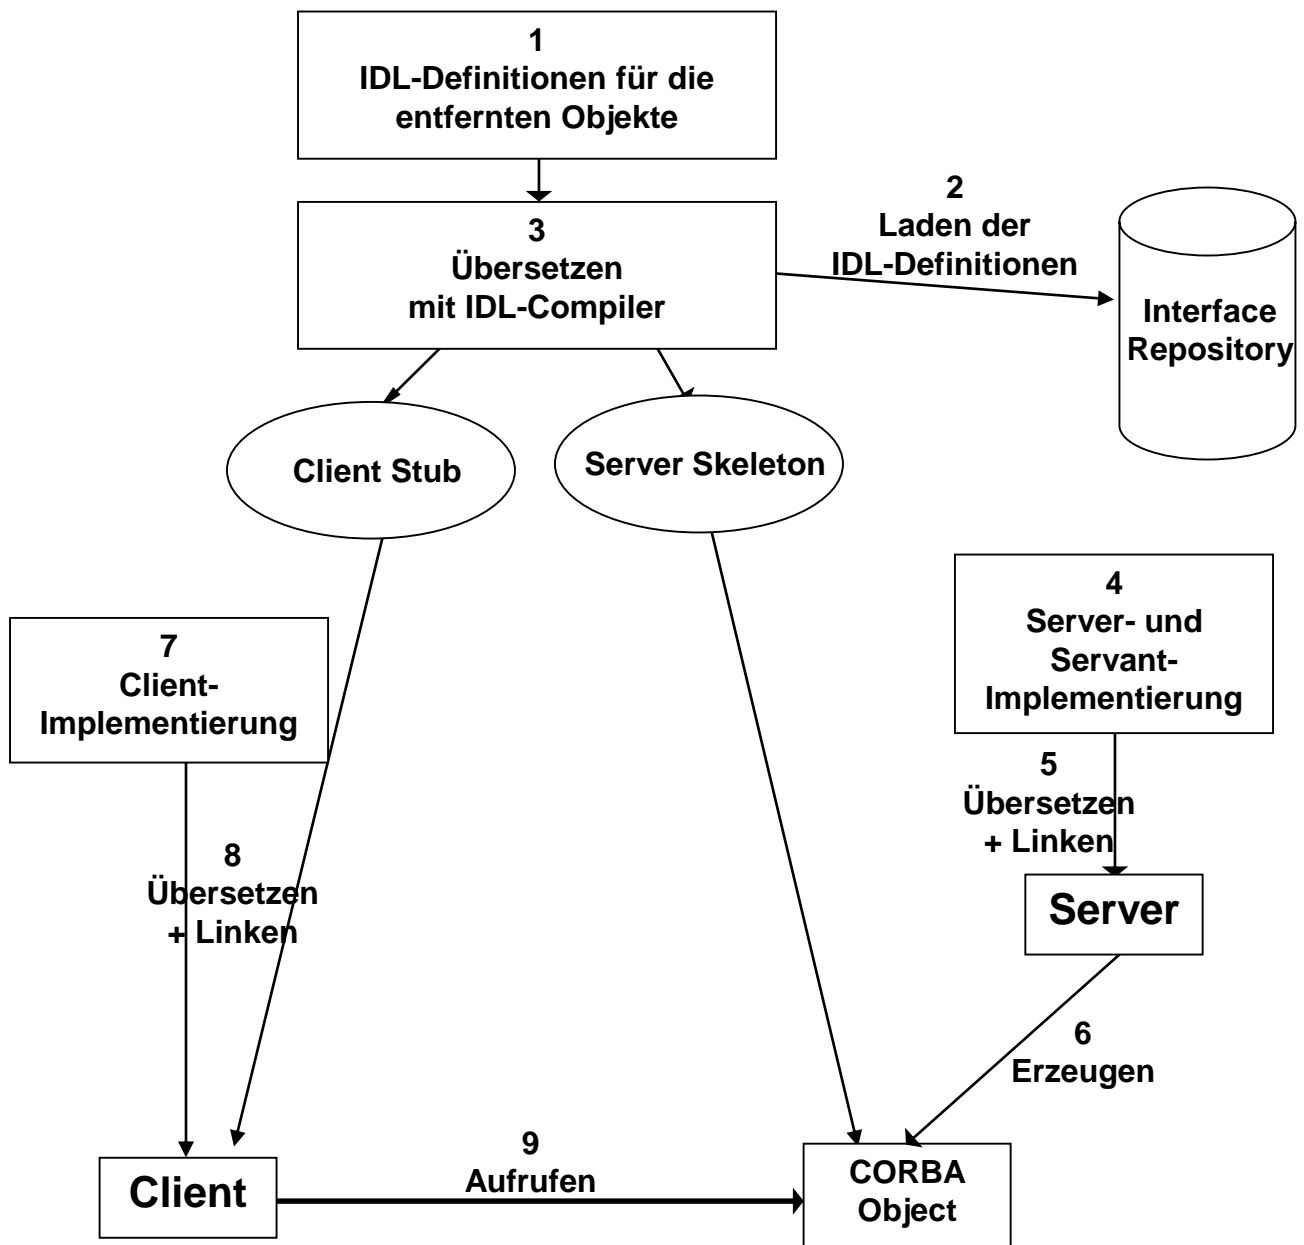 1
IDL-Definitionen für die
entfernten Objekte
2
Laden der
IDL-Definitionen
3
Übersetzen
mit IDL-Compiler
Interface
Repository
Client Stub
Server Skeleton
4
Server- und
Servant-
Implementierung
7
Client-
Implementierung
5
Übersetzen
+ Linken
8
Übersetzen
+ Linken
Server
6
Erzeugen
9
Aufrufen
Client
CORBA
Object